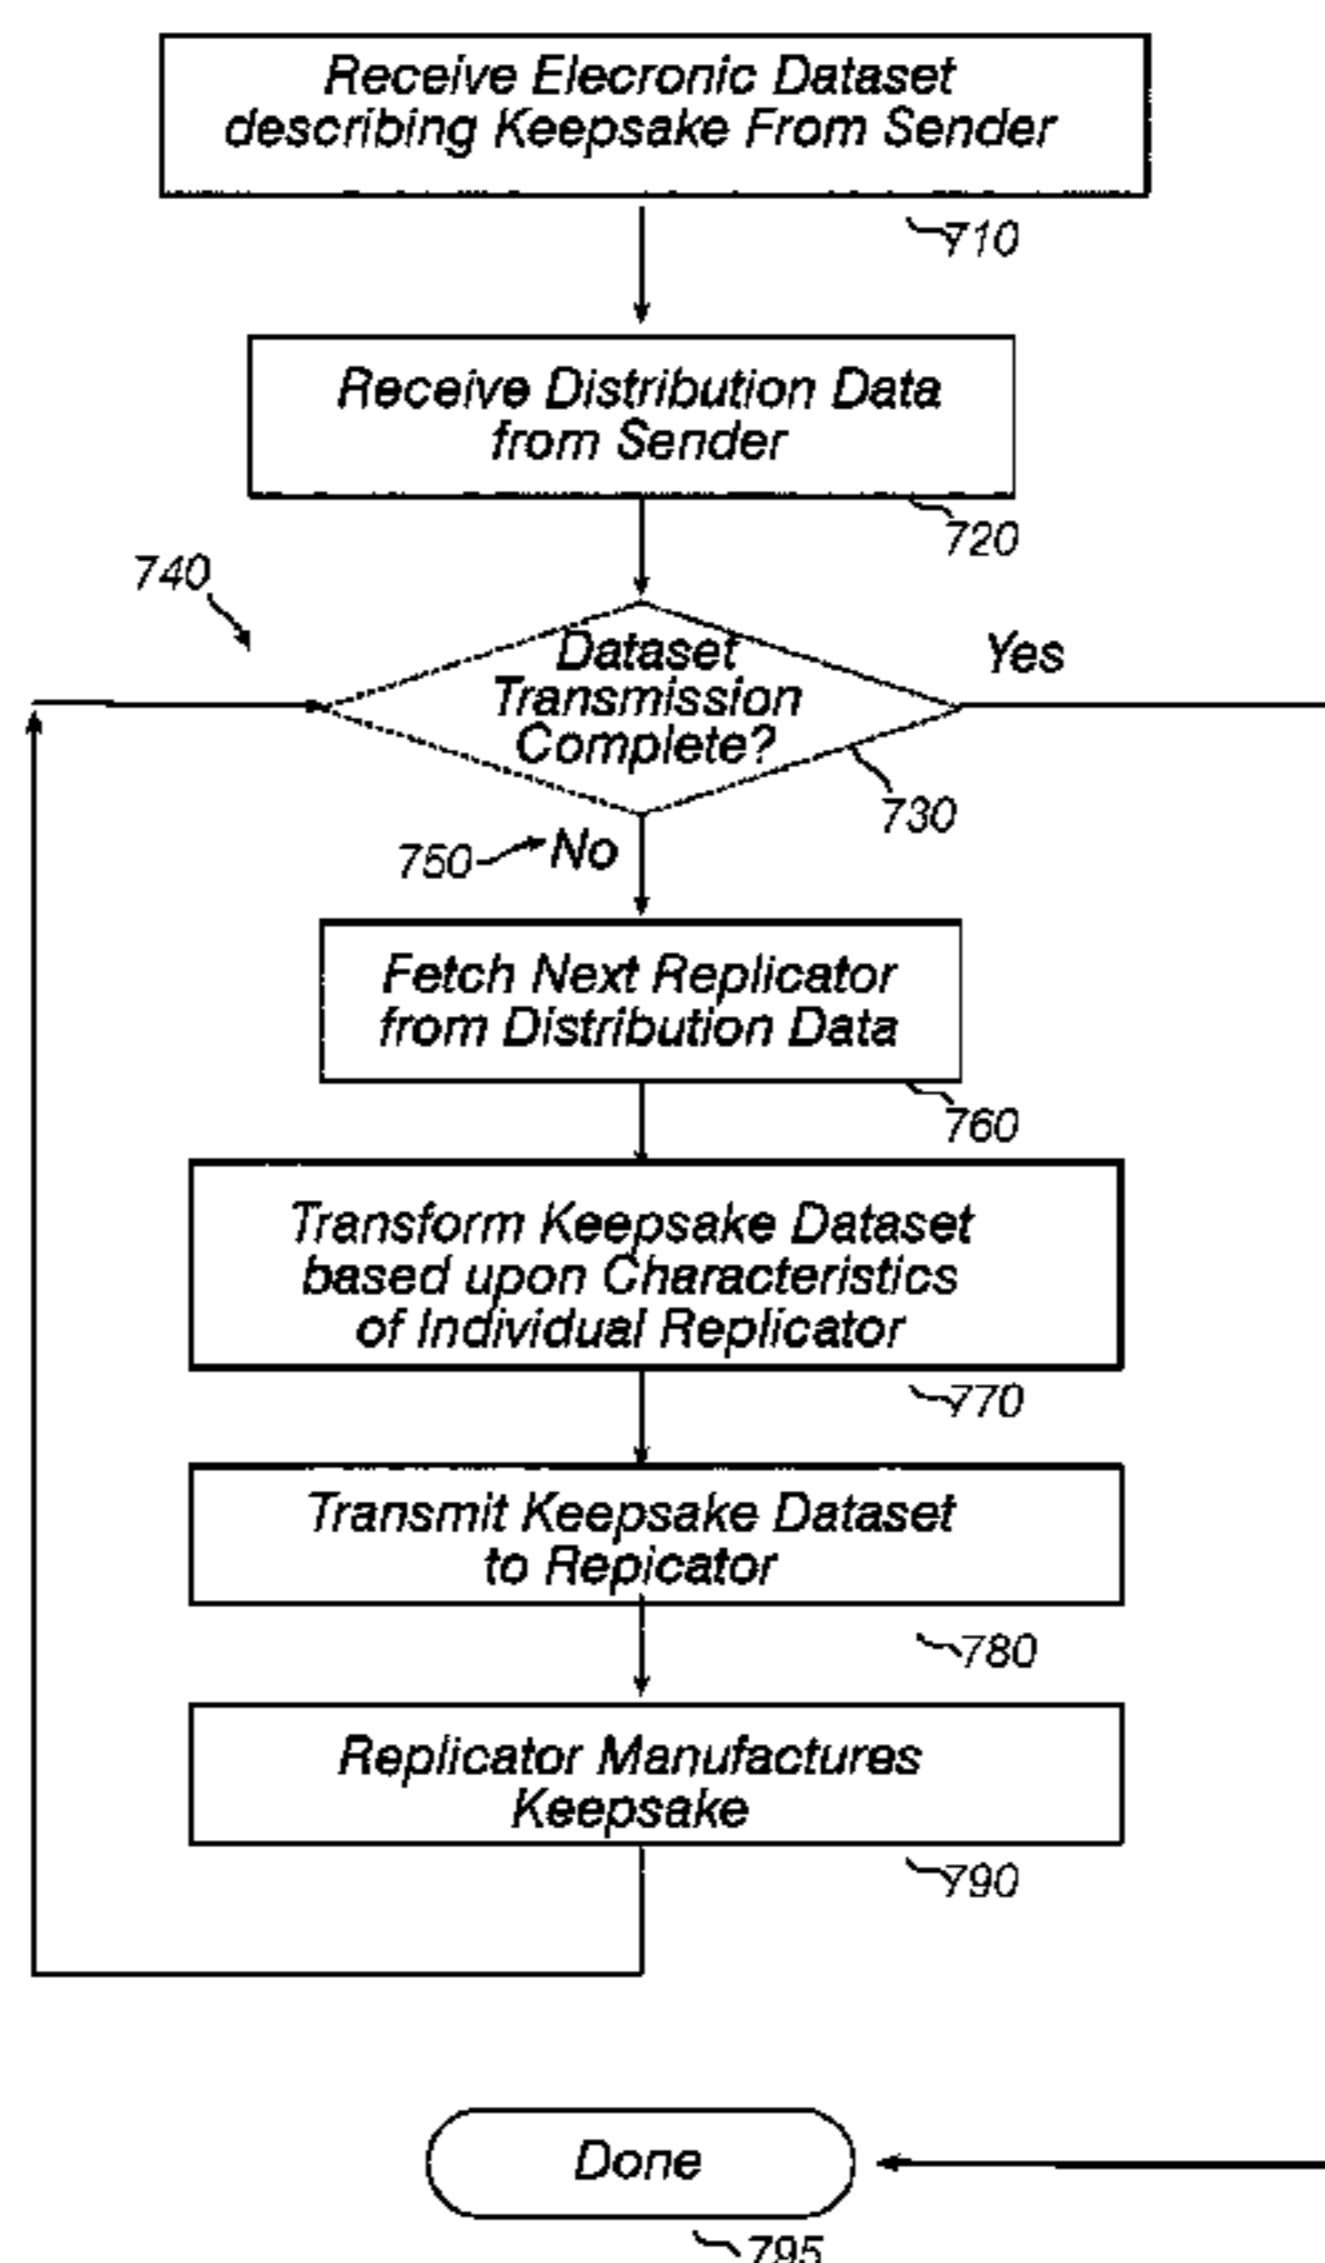 Receive Elecronic Dataset
describing Keepsake From Sender
710
Receive Distribution Data
from Sender
720
740
Dataset
Transmission
Complete?
Yes
730
750
No
Fetch Next Replicator
from Distribution Data
760
Transform Keepsake Dataset
based upon Characteristics
of Individual Replicator
770
Transmit Keepsake Dataset
to Repicator
780
Replicator Manufactures
Keepsake
790
Done
795